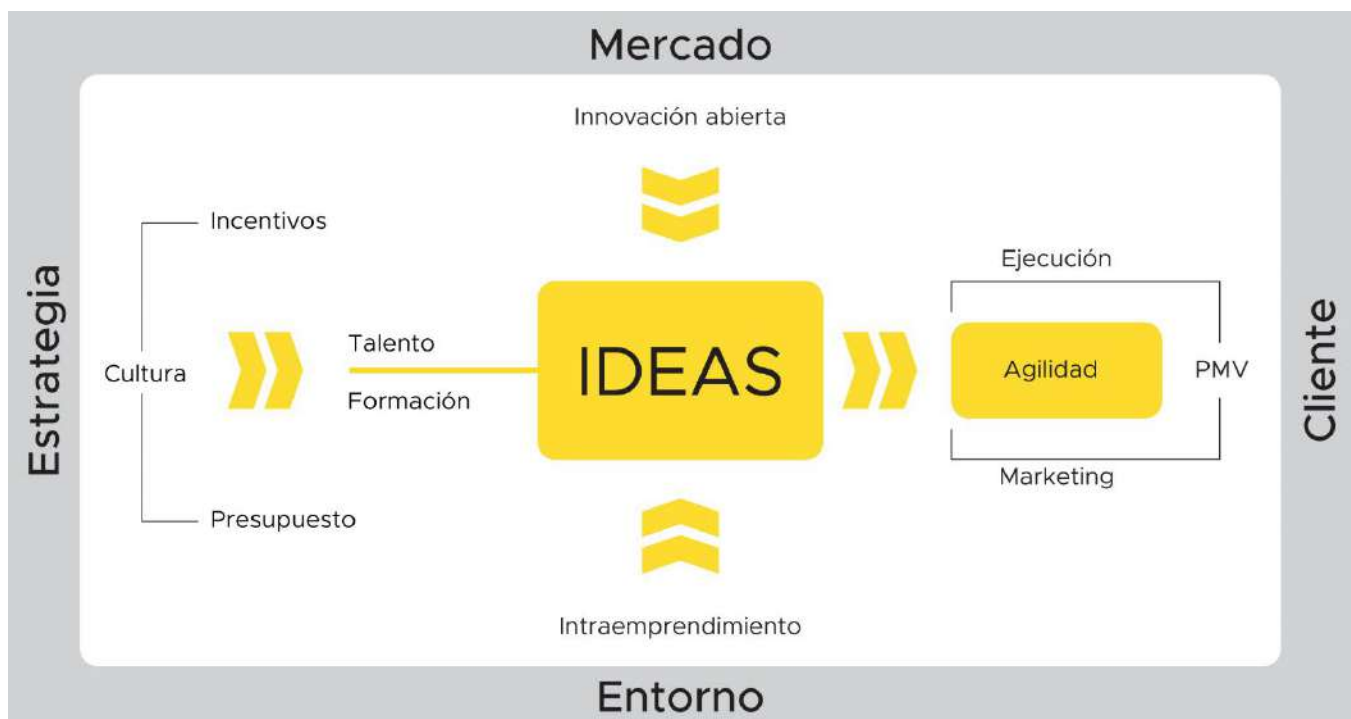 Mercado
Innovación abierta
Incentivos
Ejecución
Estrategia
Talento
Cultura
IDEAS
Agilidad
PMV
Cliente
Formación
Marketing
Presupuesto
Intraemprendimiento
Entorno